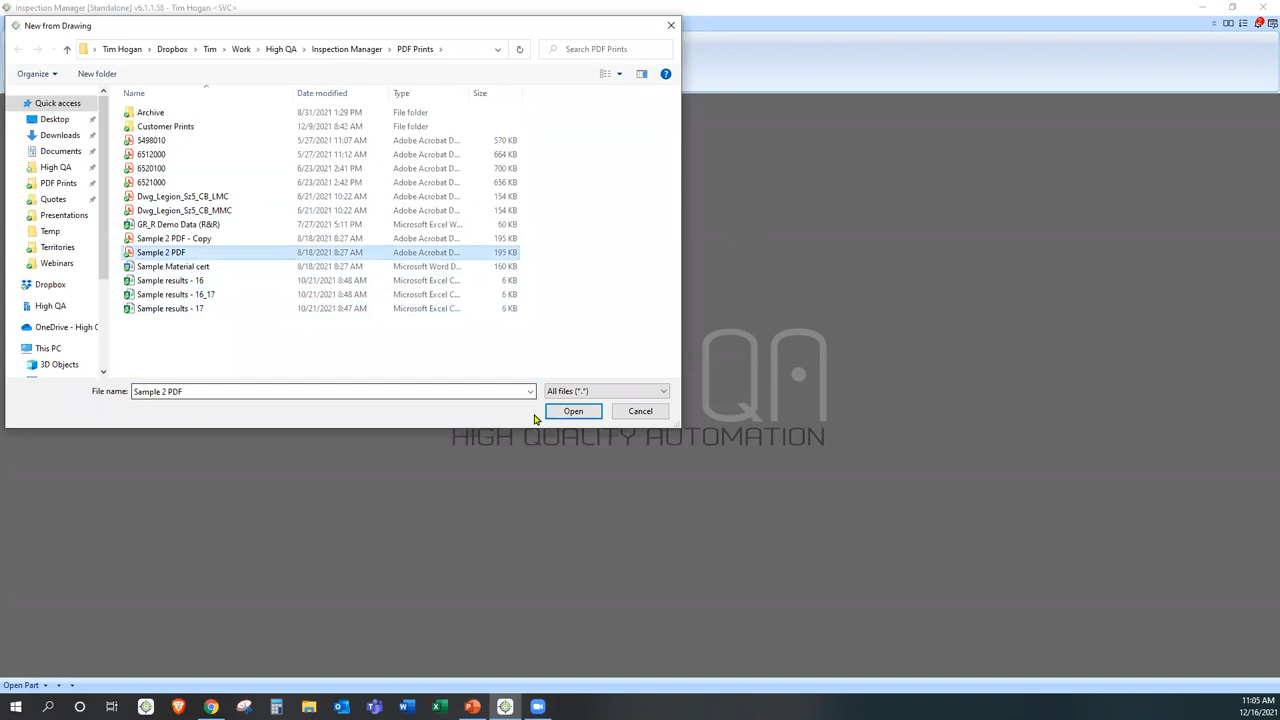 Inspection Manager [Standalone] v6.1.1.58 - Tim Hogan <SVC>
New from Drawing
Tim Hogan > Dropbox > Tim > Work > High QA > Inspection Manager > PDF Prints >
Search PDF Prints
Organize
New folder
Name Date modified Type Size
Archive 8/31/2021 1:29 PM File folder
Customer Prints 12/9/2021 8:42 AM File folder
5498010 5/27/2021 11:07 AM Adobe Acrobat D... 570 KB
6512000 5/27/2021 11:12 AM Adobe Acrobat D... 664 KB
6520100 6/23/2021 2:41 PM Adobe Acrobat D... 700 KB
6521000 6/23/2021 2:42 PM Adobe Acrobat D... 656 KB
Dwg_Legion_Sz5_CB_LMC 6/21/2021 10:22 AM Adobe Acrobat D... 154 KB
Dwg_Legion_Sz5_CB_MMC 6/21/2021 10:22 AM Adobe Acrobat D... 154 KB
GR_R Demo Data (R&R) 7/27/2021 5:11 PM Microsoft Excel W... 60 KB
Sample 2 PDF - Copy 8/18/2021 8:27 AM Adobe Acrobat D... 195 KB
Sample 2 PDF 8/18/2021 8:27 AM Adobe Acrobat D... 195 KB
Sample Material cert 8/18/2021 8:27 AM Microsoft Word D... 160 KB
Sample results - 16 10/21/2021 8:48 AM Microsoft Excel C... 6 KB
Sample results - 16_17 10/21/2021 8:48 AM Microsoft Excel C... 6 KB
Sample results - 17 10/21/2021 8:47 AM Microsoft Excel C... 6 KB
Quick access
Desktop
Downloads
Documents
High QA
PDF Prints
Quotes
Presentations
Temp
Territories
Webinars
Dropbox
High QA
OneDrive - High Q
This PC
3D Objects
File name: Sample 2 PDF
All files (*.*)
Open
Cancel
QA
HIGH QUALITY AUTOMATION
Open Part
11:05 AM
12/16/2021